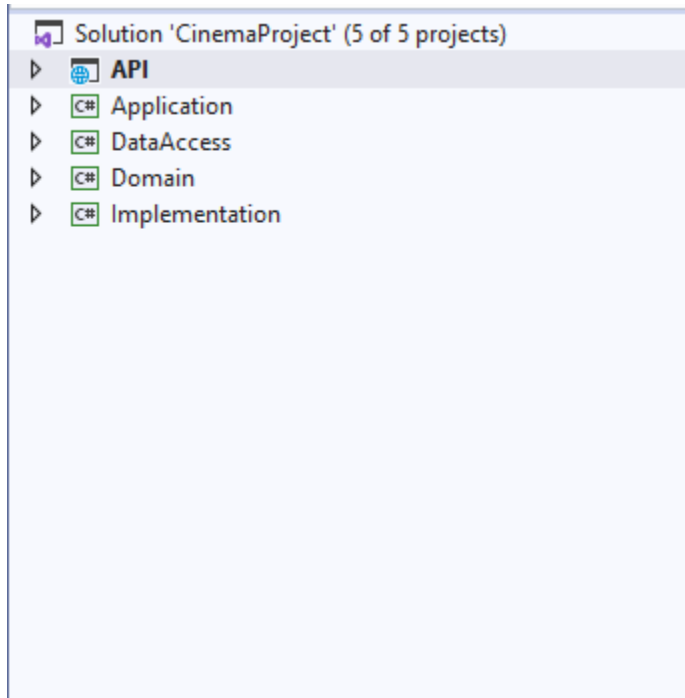 Solution 'CinemaProject' (5 of 5 projects)
API
C# Application
C# DataAccess
C# Domain
C# Implementation